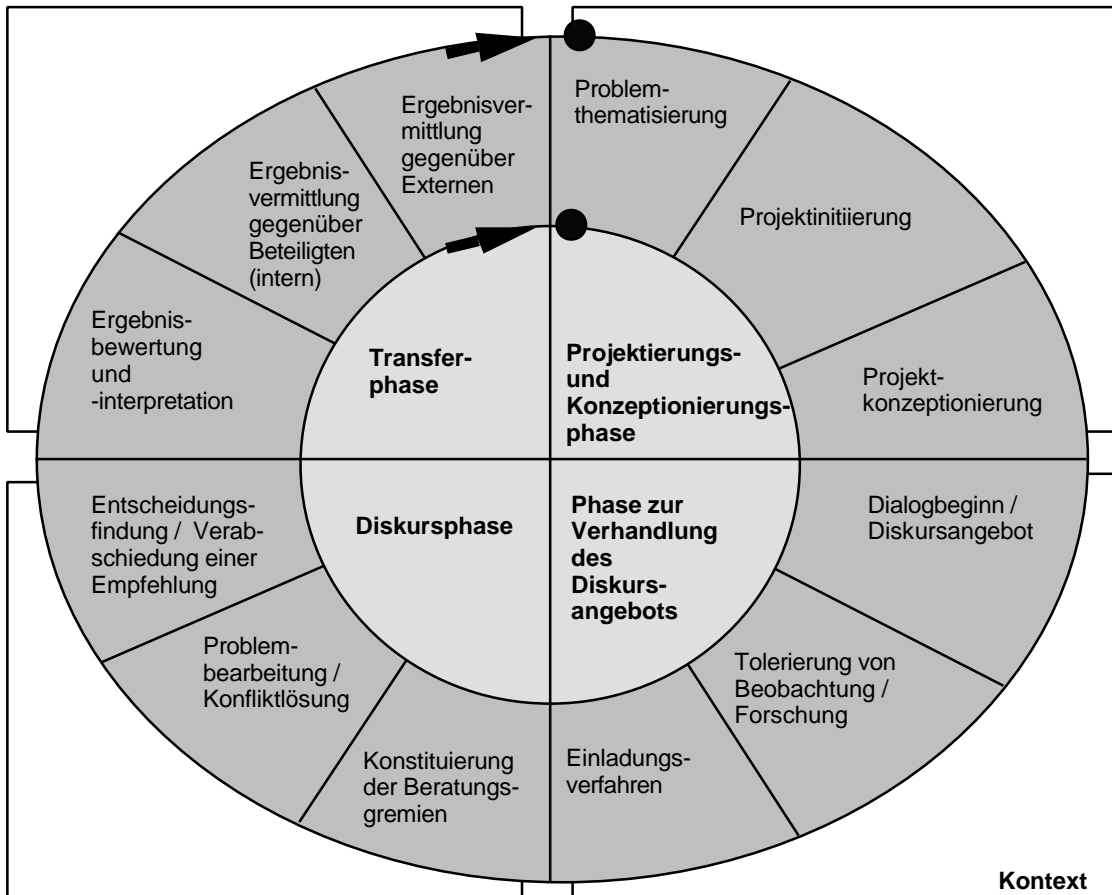 Problem-
thematisierung
Projektinitiierung
Projekt-
konzeptionierung
Dialogbeginn /
Diskursangebot
Tolerierung von
Beobachtung /
Forschung
Einladungs-
verfahren
Konstituierung
der Beratungs-
gremien
Problem-
bearbeitung /
Konfliktlösung
Entscheidungs-
findung /  Verab-
schiedung einer
Empfehlung
Ergebnis-
bewertung
und
-interpretation
Ergebnis-
vermittlung
gegenüber
Beteiligten
(intern)
Ergebnisver-
mittlung
gegenüber
Externen
Transfer-
phase
Projektierungs-
und
Konzeptionierungs-
phase
Diskursphase
Phase zur
Verhandlung
des
Diskurs-
angebots
Kontext